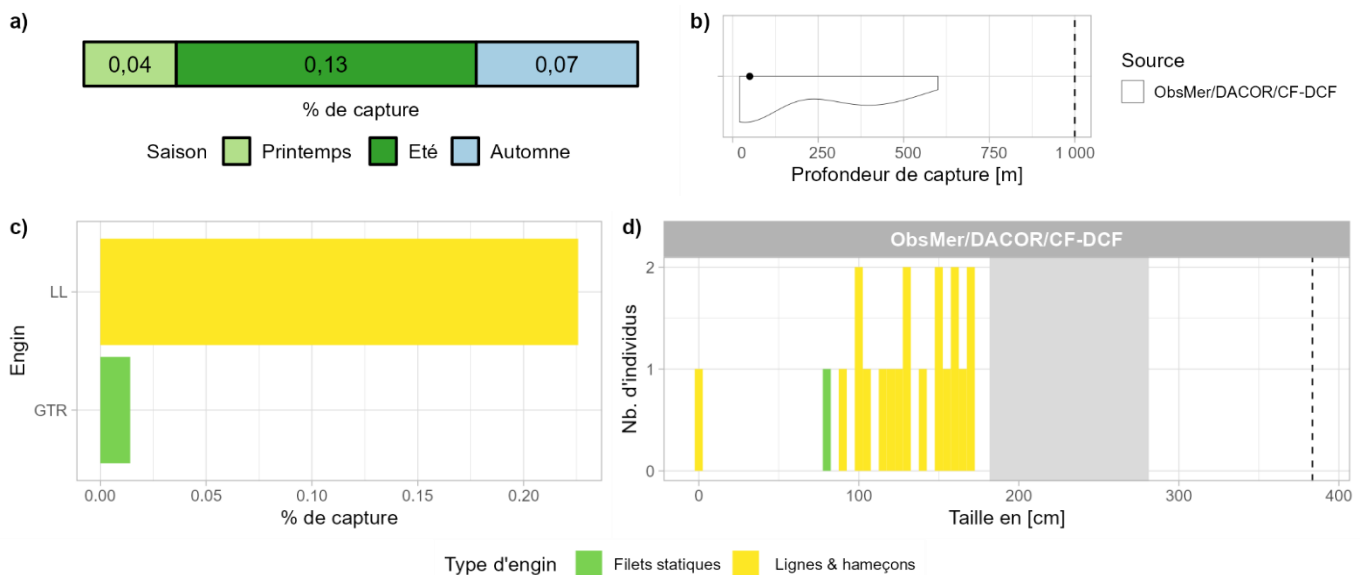 a)
0,04 0,13 0,07
% de capture
Saison Printemps Eté Automne
b)
0 250 500 750 1 000
Profondeur de capture [m]
Source
ObsMer/DACOR/CF-DCF
c)
Engin
LL
GTR
0.00 0.05 0.10 0.15 0.20
% de capture
d)
ObsMer/DACOR/CF-DCF
Nb. d'individus
2
1
0
0 100 200 300 400
Taille en [cm]
Type d'engin Filets statiques Lignes & hameçons